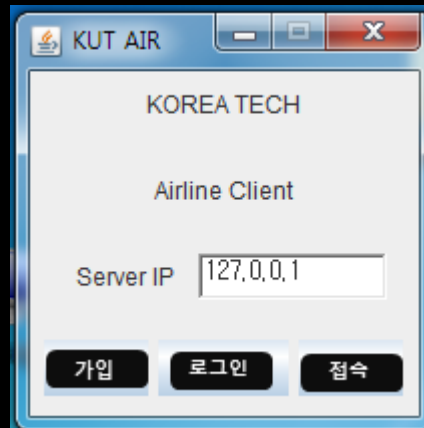 KUT AIR
KOREA TECH
Airline Client
Server IP 127,0,0,1
가입 로그인 접속